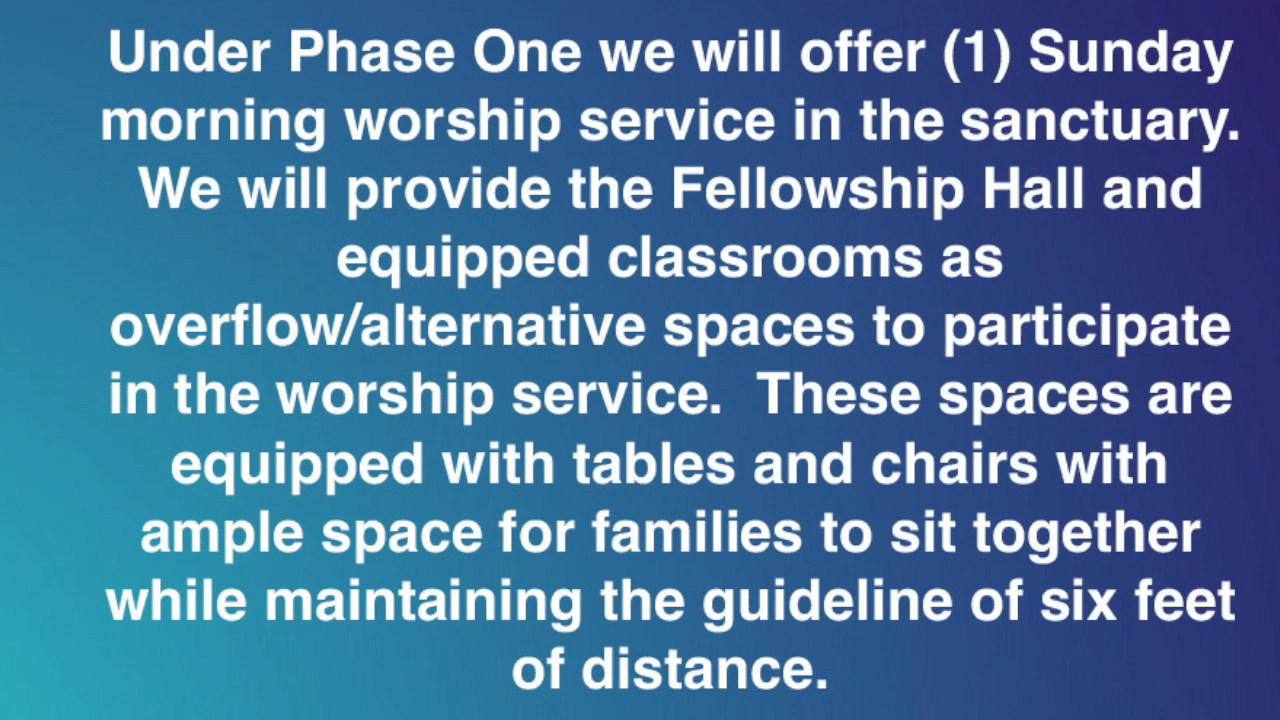 Under Phase One we will offer (1) Sunday
morning worship service in the sanctuary.
We will provide the Fellowship Hall and
equipped classrooms as
overflow/alternative spaces to participate
in the worship service.  These spaces are
equipped with tables and chairs with
ample space for families to sit together
while maintaining the guideline of six feet
of distance.